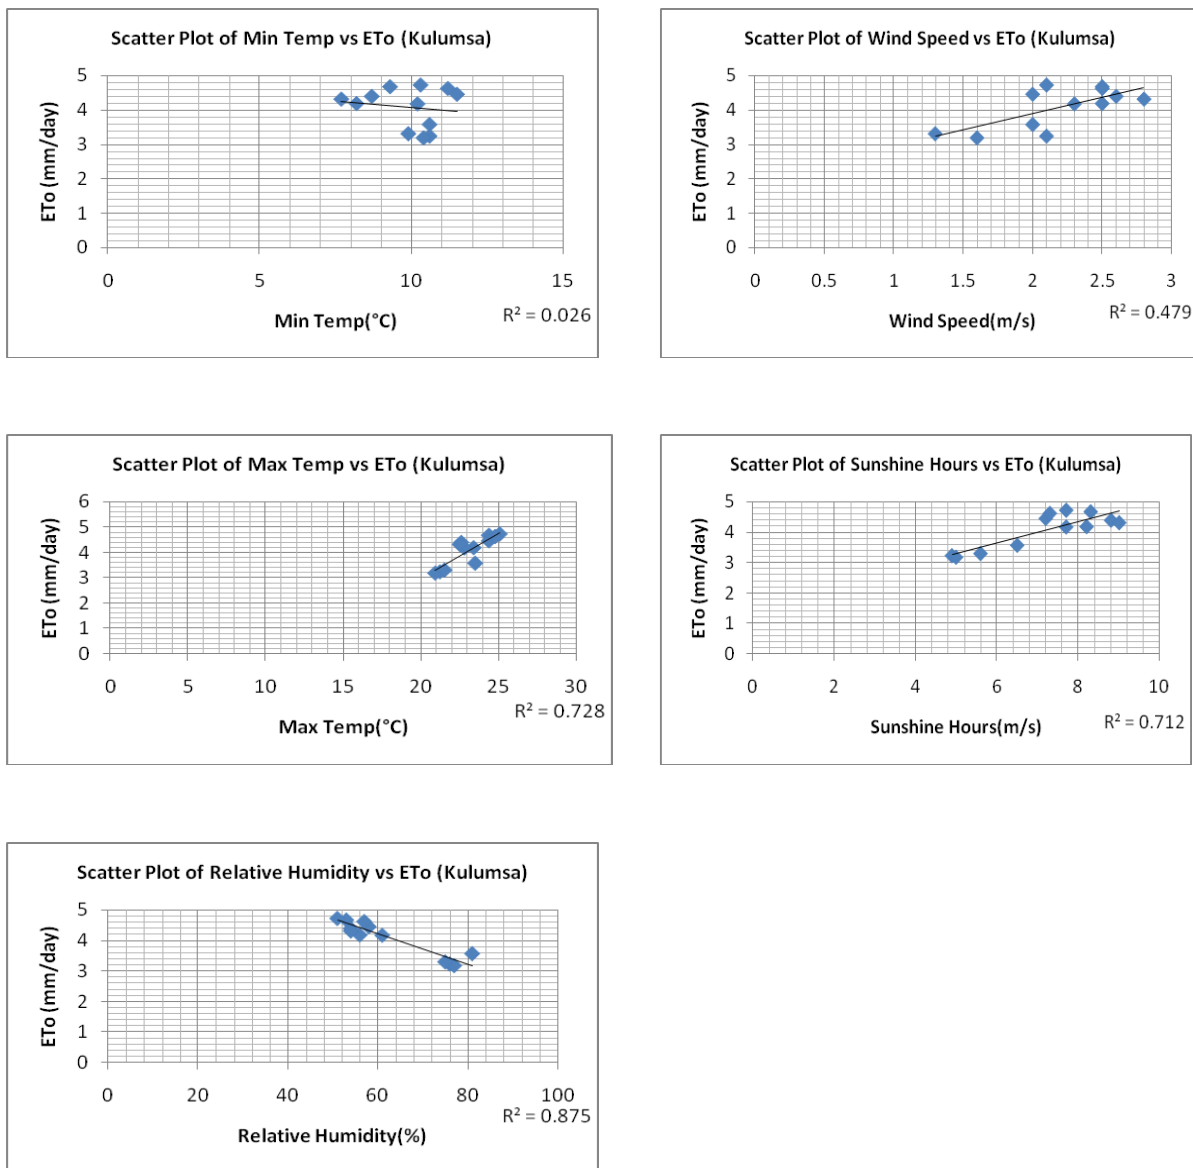 Scatter Plot of Min Temp vs ETo (Kulumsa)
ETo (mm/day)
5
4
3
2
1
0
0 5 10 15
Min Temp(°C)
R² = 0.026
Scatter Plot of Wind Speed vs ETo (Kulumsa)
ETo (mm/day)
5
4
3
2
1
0
0 0.5 1 1.5 2 2.5 3
Wind Speed(m/s)
R² = 0.479
Scatter Plot of Max Temp vs ETo (Kulumsa)
ETo (mm/day)
6
5
4
3
2
1
0
0 5 10 15 20 25 30
Max Temp(°C)
R² = 0.728
Scatter Plot of Sunshine Hours vs ETo (Kulumsa)
ETo (mm/day)
5
4
3
2
1
0
0 2 4 6 8 10
Sunshine Hours(m/s)
R² = 0.712
Scatter Plot of Relative Humidity vs ETo (Kulumsa)
ETo (mm/day)
5
4
3
2
1
0
0 20 40 60 80 100
Relative Humidity(%)
R² = 0.875